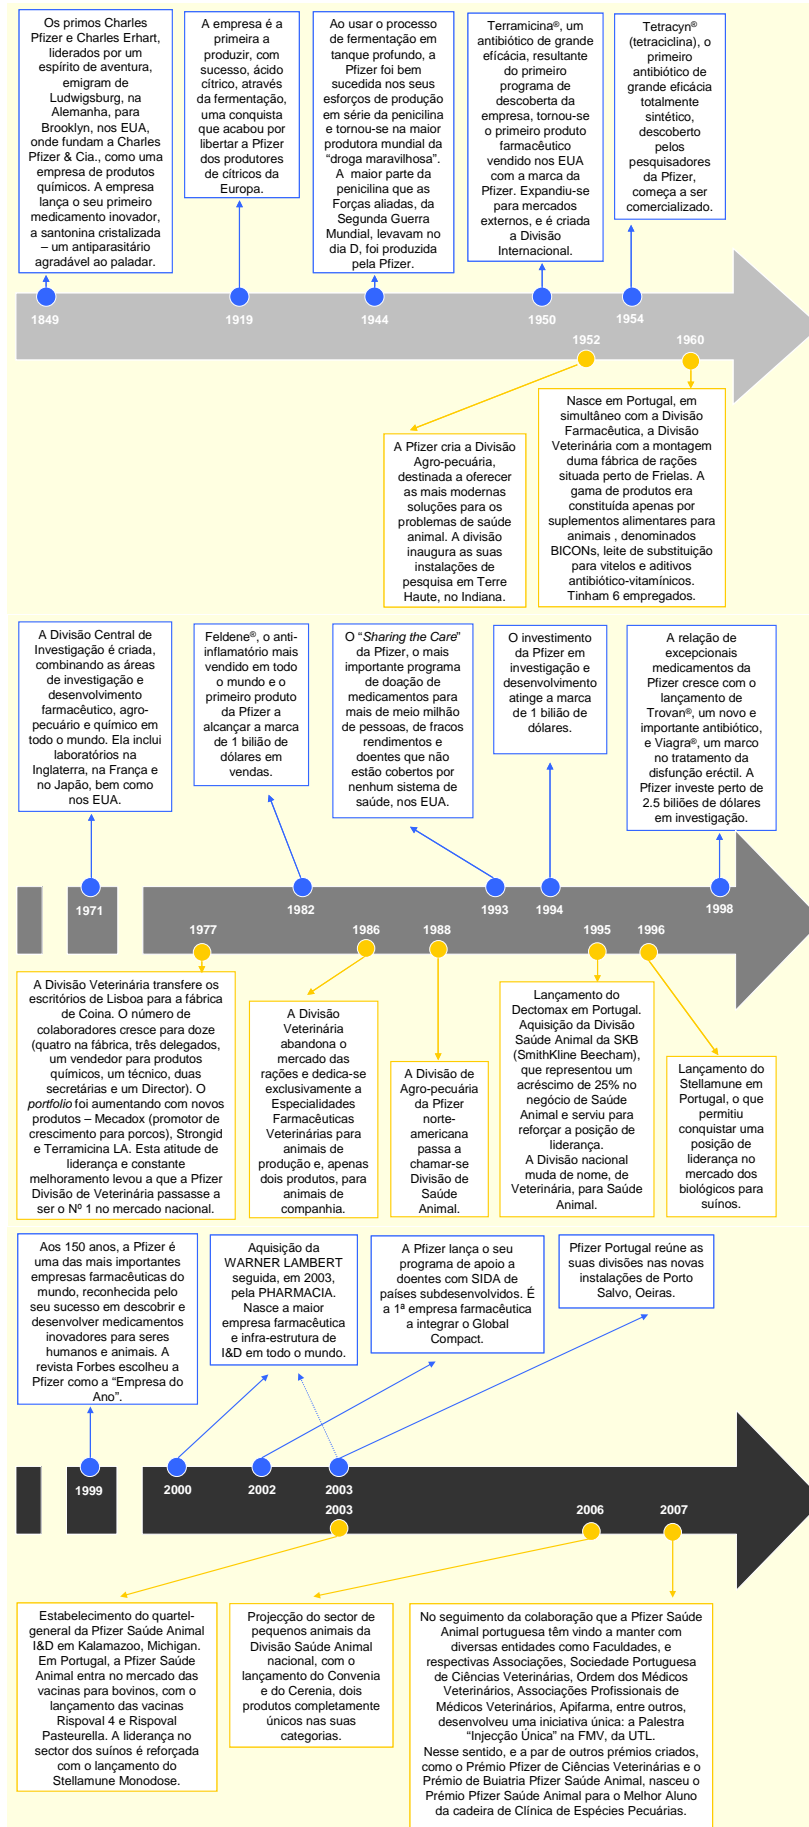 Os primos Charles
Pfizer e Charles Erhart,
liderados por um
espírito de aventura,
emigram de
Ludwigsburg, na
Alemanha, para
Brooklyn, nos EUA,
onde fundam a Charles
Pfizer & Cia., como uma
empresa de produtos
químicos. A empresa
lança o seu primeiro
medicamento inovador,
a santonina cristalizada
– um antiparasitário
agradável ao paladar.
A empresa é a
primeira a
produzir, com
sucesso, ácido
cítrico, através
da fermentação,
uma conquista
que acabou por
libertar a Pfizer
dos produtores
de cítricos da
Europa.
Ao usar o processo
de fermentação em
tanque profundo, a
Pfizer foi bem
sucedida nos seus
esforços de produção
em série da penicilina
e tornou-se na maior
produtora mundial da
“droga maravilhosa”.
A maior parte da
penicilina que as
Forças aliadas, da
Segunda Guerra
Mundial, levavam no
dia D, foi produzida
pela Pfizer.
Terramicina®, um
antibiótico de grande
eficácia, resultante
do primeiro
programa de
descoberta da
empresa, tornou-se
o primeiro produto
farmacêutico
vendido nos EUA
com a marca da
Pfizer. Expandiu-se
para mercados
externos, e é criada
a Divisão
Internacional.
Tetracyn®
(tetraciclina), o
primeiro
antibiótico de
grande eficácia
totalmente
sintético,
descoberto
pelos
pesquisadores
da Pfizer,
começa a ser
comercializado.
1849
1919
1944
1950
1954
1952
1960
A Pfizer cria a Divisão
Agro-pecuária,
destinada a oferecer
as mais modernas
soluções para os
problemas de saúde
animal. A divisão
inaugura as suas
instalações de
pesquisa em Terre
Haute, no Indiana.
Nasce em Portugal, em
simultâneo com a Divisão
Farmacêutica, a Divisão
Veterinária com a montagem
duma fábrica de rações
situada perto de Frielas. A
gama de produtos era
constituída apenas por
suplementos alimentares para
animais , denominados
BICONs, leite de substituição
para vitelos e aditivos
antibiótico-vitamínicos.
Tinham 6 empregados.
A Divisão Central de
Investigação é criada,
combinando as áreas
de investigação e
desenvolvimento
farmacêutico, agro-
pecuário e químico em
todo o mundo. Ela inclui
laboratórios na
Inglaterra, na França e
no Japão, bem como
nos EUA.
Feldene®, o anti-
inflamatório mais
vendido em todo
o mundo e o
primeiro produto
da Pfizer a
alcançar a marca
de 1 bilião de
dólares em
vendas.
O “Sharing the Care”
da Pfizer, o mais
importante programa
de doação de
medicamentos para
mais de meio milhão
de pessoas, de fracos
rendimentos e
doentes que não
estão cobertos por
nenhum sistema de
saúde, nos EUA.
O investimento
da Pfizer em
investigação e
desenvolvimento
atinge a marca
de 1 bilião de
dólares.
A relação de
excepcionais
medicamentos da
Pfizer cresce com o
lançamento de
Trovan®, um novo e
importante antibiótico,
e Viagra®, um marco
no tratamento da
disfunção eréctil. A
Pfizer investe perto de
2.5 biliões de dólares
em investigação.
1971
1982
1993
1994
1998
1977
1986
1988
1995
1996
A Divisão Veterinária transfere os
escritórios de Lisboa para a fábrica
de Coina. O número de
colaboradores cresce para doze
(quatro na fábrica, três delegados,
um vendedor para produtos
químicos, um técnico, duas
secretárias e um Director). O
portfolio foi aumentando com novos
produtos – Mecadox (promotor de
crescimento para porcos), Strongid
e Terramicina LA. Esta atitude de
liderança e constante
melhoramento levou a que a Pfizer
Divisão de Veterinária passasse a
ser o Nº 1 no mercado nacional.
A Divisão
Veterinária
abandona o
mercado das
rações e dedica-se
exclusivamente a
Especialidades
Farmacêuticas
Veterinárias para
animais de
produção e, apenas
dois produtos, para
animais de
companhia.
A Divisão de
Agro-pecuária
da Pfizer
norte-
americana
passa a
chamar-se
Divisão de
Saúde
Animal.
Lançamento do
Dectomax em Portugal.
Aquisição da Divisão
Saúde Animal da SKB
(SmithKline Beecham),
que representou um
acréscimo de 25% no
negócio de Saúde
Animal e serviu para
reforçar a posição de
liderança.
A Divisão nacional
muda de nome, de
Veterinária, para Saúde
Animal.
Lançamento do
Stellamune em
Portugal, o que
permitiu
conquistar uma
posição de
liderança no
mercado dos
biológicos para
suínos.
Aos 150 anos, a Pfizer é
uma das mais importantes
empresas farmacêuticas do
mundo, reconhecida pelo
seu sucesso em descobrir e
desenvolver medicamentos
inovadores para seres
humanos e animais. A
revista Forbes escolheu a
Pfizer como a “Empresa do
Ano”.
Aquisição da
WARNER LAMBERT
seguida, em 2003,
pela PHARMACIA.
Nasce a maior
empresa farmacêutica
e infra-estrutura de
I&D em todo o mundo.
A Pfizer lança o seu
programa de apoio a
doentes com SIDA de
países subdesenvolvidos. É
a 1ª empresa farmacêutica
a integrar o Global
Compact.
Pfizer Portugal reúne as
suas divisões nas novas
instalações de Porto
Salvo, Oeiras.
1999
2000
2002
2003
2003
2006
2007
Estabelecimento do quartel-
general da Pfizer Saúde Animal
I&D em Kalamazoo, Michigan.
Em Portugal, a Pfizer Saúde
Animal entra no mercado das
vacinas para bovinos, com o
lançamento das vacinas
Rispoval 4 e Rispoval
Pasteurella. A liderança no
sector dos suínos é reforçada
com o lançamento do
Stellamune Monodose.
Projecção do sector de
pequenos animais da
Divisão Saúde Animal
nacional, com o
lançamento do Convenia
e do Cerenia, dois
produtos completamente
únicos nas suas
categorias.
No seguimento da colaboração que a Pfizer Saúde
Animal portuguesa têm vindo a manter com
diversas entidades como Faculdades, e
respectivas Associações, Sociedade Portuguesa
de Ciências Veterinárias, Ordem dos Médicos
Veterinários, Associações Profissionais de
Médicos Veterinários, Apifarma, entre outros,
desenvolveu uma iniciativa única: a Palestra
“Injecção Única” na FMV, da UTL.
Nesse sentido, e a par de outros prémios criados,
como o Prémio Pfizer de Ciências Veterinárias e o
Prémio de Buiatria Pfizer Saúde Animal, nasceu o
Prémio Pfizer Saúde Animal para o Melhor Aluno
da cadeira de Clínica de Espécies Pecuárias.